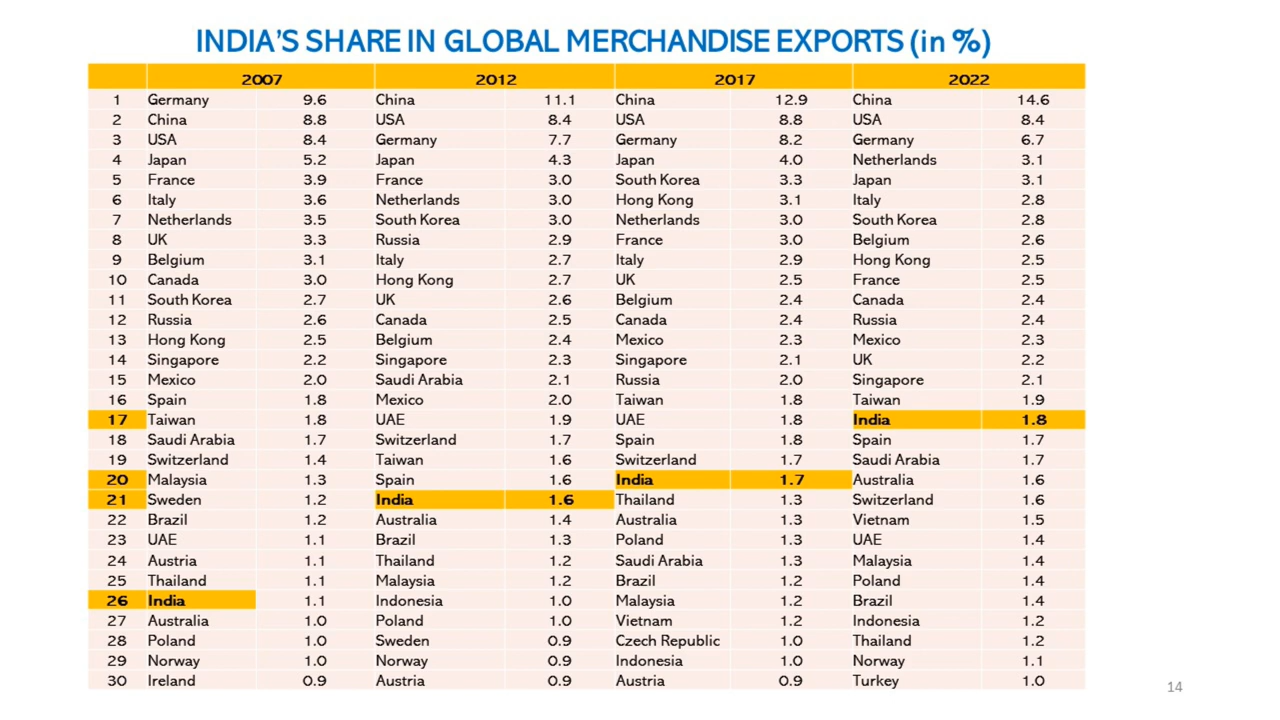 INDIA'S SHARE IN GLOBAL MERCHANDISE EXPORTS (in %)
2007 2012 2017 2022
1 Germany 9.6 China 11.1 China 12.9 China 14.6
2 China 8.8 USA 8.4 USA 8.8 USA 8.4
3 USA 8.4 Germany 7.7 Germany 8.2 Germany 6.7
4 Japan 5.2 Japan 4.3 Japan 4.0 Netherlands 3.1
5 France 3.9 France 3.0 South Korea 3.3 Japan 3.1
6 Italy 3.6 Netherlands 3.0 Hong Kong 3.1 Italy 2.8
7 Netherlands 3.5 South Korea 3.0 Netherlands 3.0 South Korea 2.8
8 UK 3.3 Russia 2.9 France 3.0 Belgium 2.6
9 Belgium 3.1 Italy 2.7 Italy 2.9 Hong Kong 2.5
10 Canada 3.0 Hong Kong 2.7 UK 2.5 France 2.5
11 South Korea 2.7 UK 2.6 Belgium 2.4 Canada 2.4
12 Russia 2.6 Canada 2.5 Canada 2.4 Russia 2.4
13 Hong Kong 2.5 Belgium 2.4 Mexico 2.3 Mexico 2.3
14 Singapore 2.2 Singapore 2.3 Singapore 2.1 UK 2.2
15 Mexico 2.0 Saudi Arabia 2.1 Russia 2.0 Singapore 2.1
16 Spain 1.8 Mexico 2.0 Taiwan 1.8 Taiwan 1.9
17 Taiwan 1.8 UAE 1.9 UAE 1.8 India 1.8
18 Saudi Arabia 1.7 Switzerland 1.7 Spain 1.8 Spain 1.7
19 Switzerland 1.4 Taiwan 1.6 Switzerland 1.7 Saudi Arabia 1.7
20 Malaysia 1.3 Spain 1.6 India 1.7 Australia 1.6
21 Sweden 1.2 India 1.6 Thailand 1.3 Switzerland 1.6
22 Brazil 1.2 Australia 1.4 Australia 1.3 Vietnam 1.5
23 UAE 1.1 Brazil 1.3 Poland 1.3 UAE 1.4
24 Austria 1.1 Thailand 1.2 Saudi Arabia 1.3 Malaysia 1.4
25 Thailand 1.1 Malaysia 1.2 Brazil 1.2 Poland 1.4
26 India 1.1 Indonesia 1.0 Malaysia 1.2 Brazil 1.4
27 Australia 1.0 Poland 1.0 Vietnam 1.2 Indonesia 1.2
28 Poland 1.0 Sweden 0.9 Czech Republic 1.0 Thailand 1.2
29 Norway 1.0 Norway 0.9 Indonesia 1.0 Norway 1.1
30 Ireland 0.9 Austria 0.9 Austria 0.9 Turkey 1.0
14